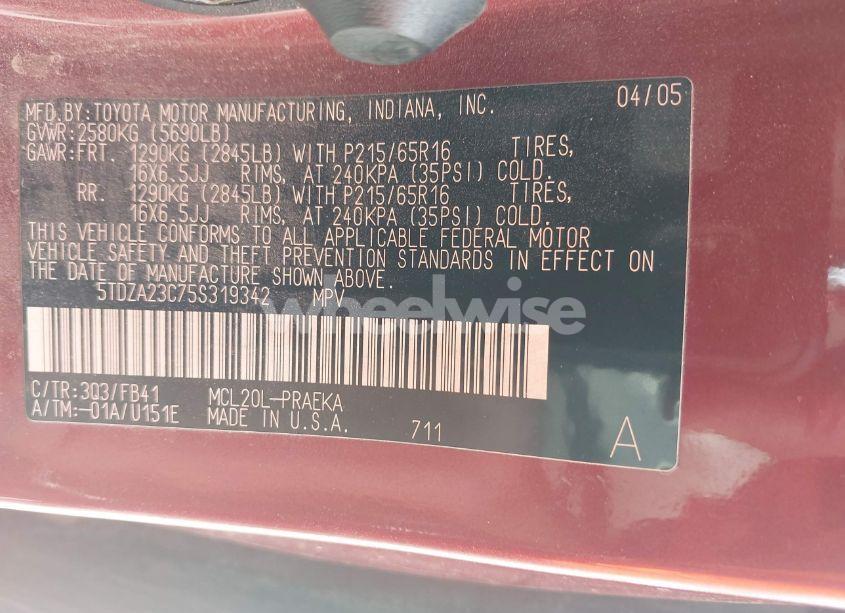 MFD.BY:TOYOTA MOTOR MANUFACTURING, INDIANA, INC. 04/05
GVWR:2580KG (5690LB)
GAWR:FRT. 1290KG (2845LB) WITH P215/65R16 TIRES,
16X6.5JJ RIMS, AT 240KPA (35PSI) COLD.
RR. 1290KG (2845LB) WITH P215/65R16 TIRES,
16X6.5JJ RIMS, AT 240KPA (35PSI) COLD.
THIS VEHICLE CONFORMS TO ALL APPLICABLE FEDERAL MOTOR
VEHICLE SAFETY AND THEFT PREVENTION STANDARDS IN EFFECT ON
THE DATE OF MANUFACTURE SHOWN ABOVE.
5TDZA23C75S319342 MPV
wheelwise
C/TR:3Q3/FB41 MCL20L-PRAEKA
A/TM:-01A/U151E MADE IN U.S.A. 711 A